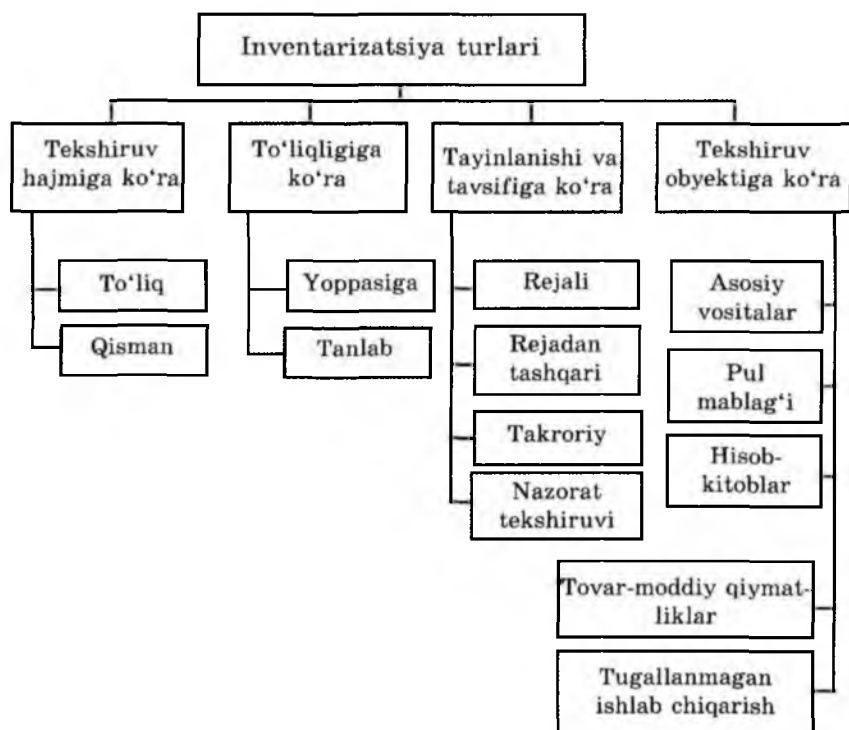 Inventarizatsiya turlari
Tekshiruv
hajmiga ko‘ra
To‘liqligiga
ko‘ra
Tayinlanishi va
tavsifiga ko‘ra
Tekshiruv
obyektiga ko‘ra
To‘liq
Qisman
Yoppasiga
Tanlab
Rejali
Rejadan
tashqari
Takroriy
Nazorat
tekshiruvi
Asosiy
vositalar
Pul
mablag‘i
Hisob-
kitoblar
Tovar-moddiy qiymat-
liklar
Tugallanmagan
ishlab chiqarish